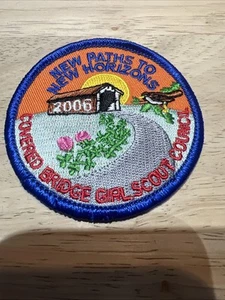 NEW PATHS TO
NEW HORIZONS
2006
COVERED BRIDGE GIRL SCOUT COUNCIL